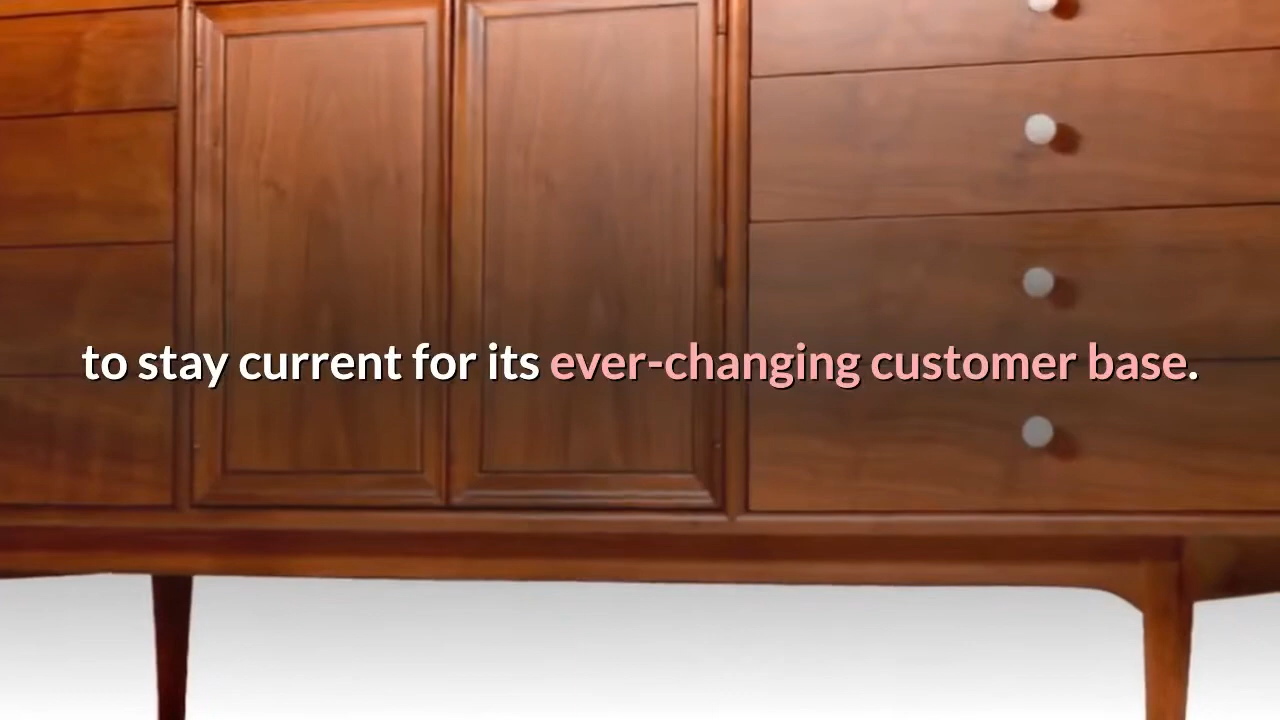 to stay current for its ever-changing customer base.